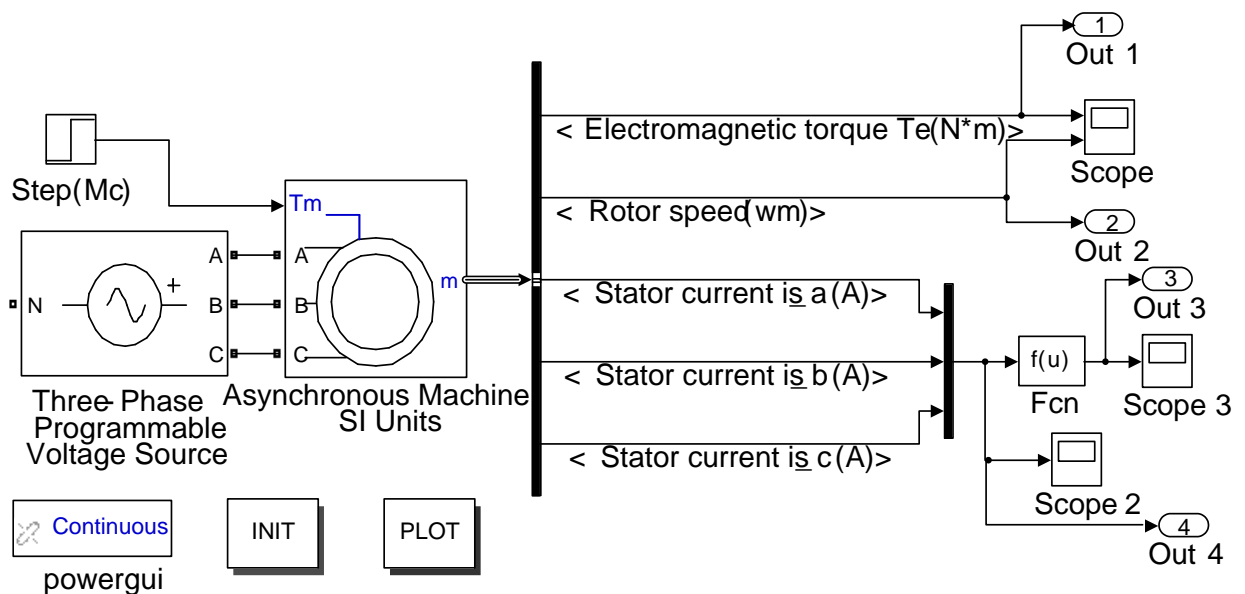 1
Out 1
< Electromagnetic torque Te(N*m)>
Scope
Step(Mc)
Tm
< Rotor speed(wm)>
2
Out 2
N
A
B
C
+
A
B
C
m
< Stator current is_a(A)>
3
Out 3
< Stator current is_b(A)>
f(u)
Fcn
Scope 3
Three-Phase
Programmable
Voltage Source
Asynchronous Machine
SI Units
< Stator current is_c(A)>
Scope 2
4
Out 4
Continuous
powergui
INIT
PLOT